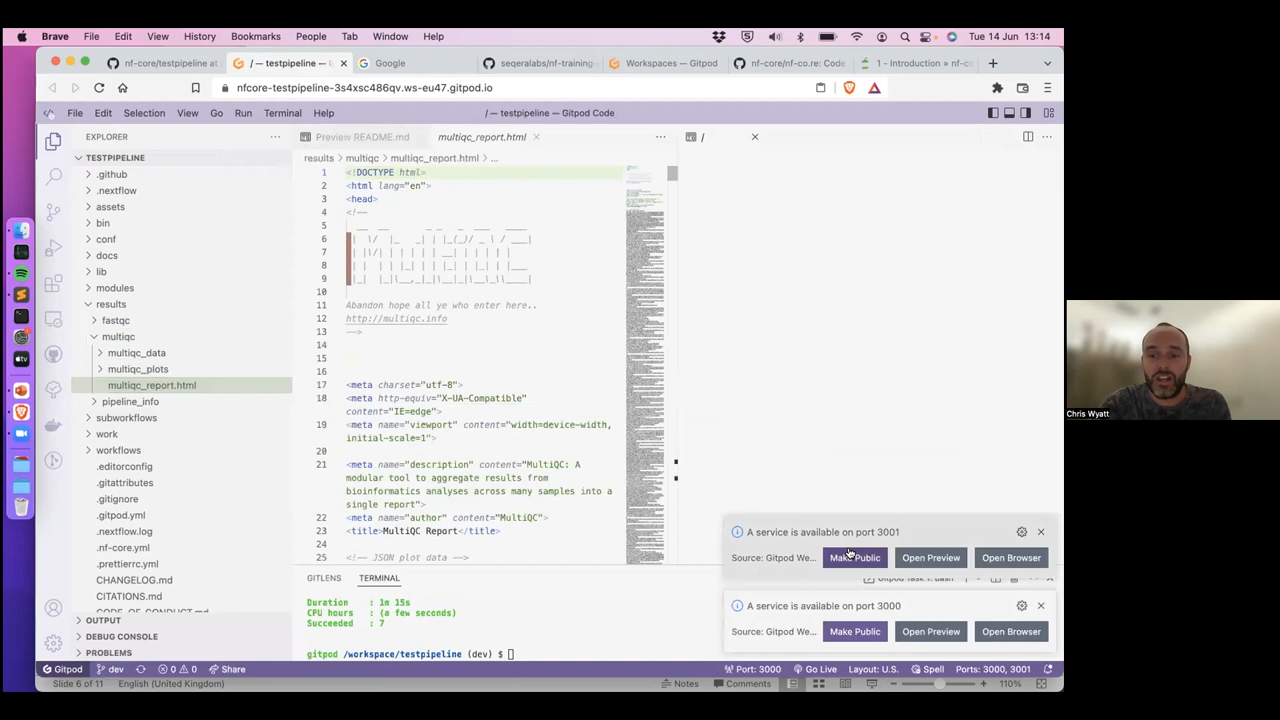 Brave File Edit View History Bookmarks People Tab Window Help Tue 14 Jun 13:14
nf-core/testpipeline at
/ — testpipeline —
Google
seqeralabs/nf-training-
Workspaces — Gitpod
nf-core/nf-co.re: Code
1 - Introduction » nf-c
nfcore-testpipeline-3s4xsc486qv.ws-eu47.gitpod.io
File Edit Selection View Go Run Terminal Help / — testpipeline — Gitpod Code
EXPLORER
TESTPIPELINE
.github
.nextflow
assets
bin
conf
docs
lib
modules
results
fastqc
multiqc
multiqc_data
multiqc_plots
multiqc_report.html
pipeline_info
subworkflows
work
workflows
.editorconfig
.gitattributes
.gitignore
.gitpod.yml
.nextflow.log
.nf-core.yml
.prettierrc.yml
CHANGELOG.md
CITATIONS.md
CODE_OF_CONDUCT.md
OUTPUT
DEBUG CONSOLE
PROBLEMS
Preview README.md
multiqc_report.html
/
results > multiqc > multiqc_report.html > ...
1 <!DOCTYPE html>
2 <html lang="en">
3 <head>
4 <!--
5
6
7
8
9
10
11 Abandon hope all ye who enter here..
12 http://multiqc.info
13 -->
14
15
16
17 <meta charset="utf-8">
18 <meta http-equiv="X-UA-Compatible"
content="IE=edge">
19 <meta name="viewport" content="width=device-width,
initial-scale=1">
20
21 <meta name="description" content="MultiQC: A
modular tool to aggregate results from
bioinformatics analyses across many samples into a
single report">
22 <meta name="author" content="MultiQC">
23 <title>MultiQC Report</title>
24
25 <!-- JSON plot data -->
GITLENS TERMINAL
Duration : 1m 15s
CPU hours : (a few seconds)
Succeeded : 7
gitpod /workspace/testpipeline (dev) $
A service is available on port 3001
Source: Gitpod We... Make Public Open Preview Open Browser
Gitpod Task 1: bash
A service is available on port 3000
Source: Gitpod We... Make Public Open Preview Open Browser
Gitpod dev 0 0 Share Port: 3000 Go Live Layout: U.S. Spell Ports: 3000, 3001
Slide 6 of 11 English (United Kingdom) Notes Comments 110%
Chris Wyatt